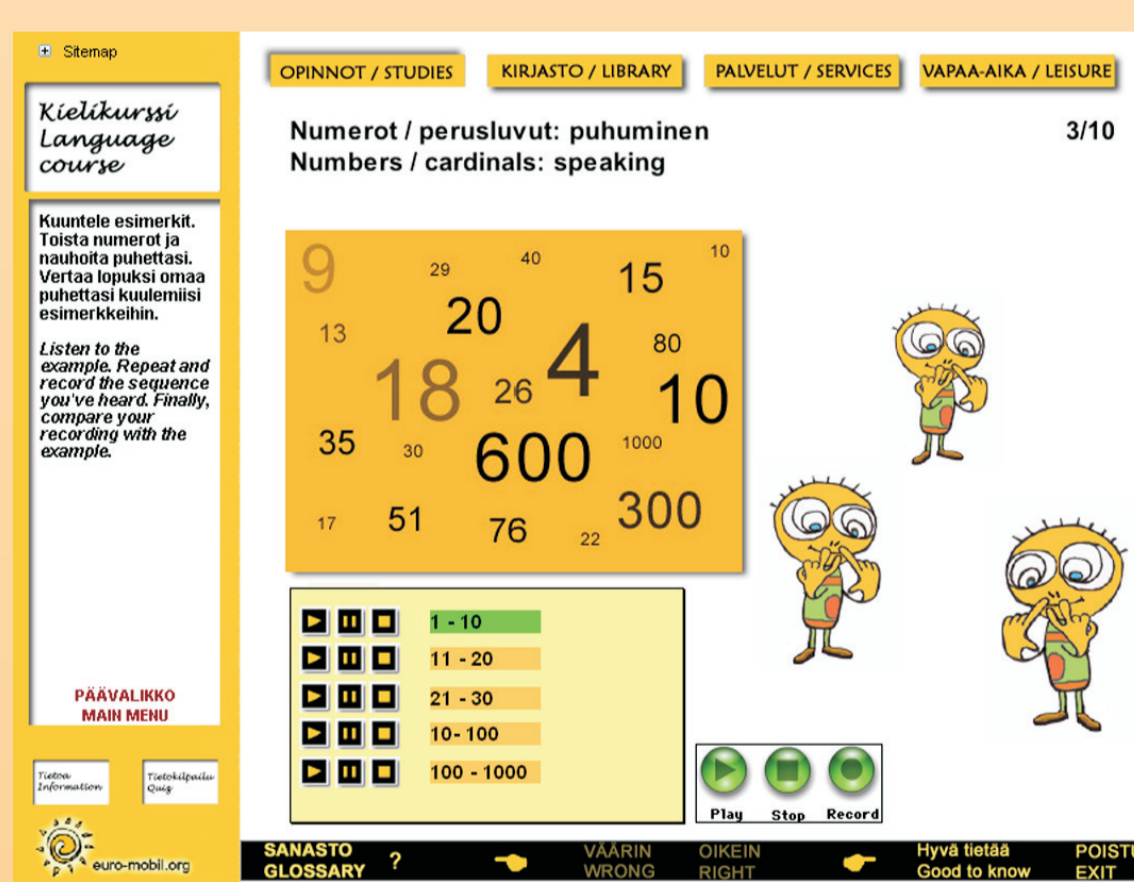 Sitemap
OPINNOT / STUDIES
KIRJASTO / LIBRARY
PALVELUT / SERVICES
VAPAA-AIKA / LEISURE
Kielikurssi
Language
course
Numerot / perusluvut: puhuminen
3/10
Numbers / cardinals: speaking
Kuuntele esimerkit.
Toista numerot ja
nauhoita puhettasi.
Vertaa lopuksi omaa
puhettasi kuulemiisi
esimerkkeihin.
Listen to the
example. Repeat and
record the sequence
you've heard. Finally,
compare your
recording with the
example.
9
29
40
15
10
13
20
4
80
18
26
10
35
30
600
1000
17
51
76
22
300
1 - 10
11 - 20
21 - 30
10- 100
100 - 1000
Play
Stop
Record
PÄÄVALIKKO
MAIN MENU
Tietoa
Information
Tietokilpailu
Quiz
euro-mobil.org
SANASTO
GLOSSARY
?
VÄÄRIN
WRONG
OIKEIN
RIGHT
Hyvä tietää
Good to know
POISTU
EXIT